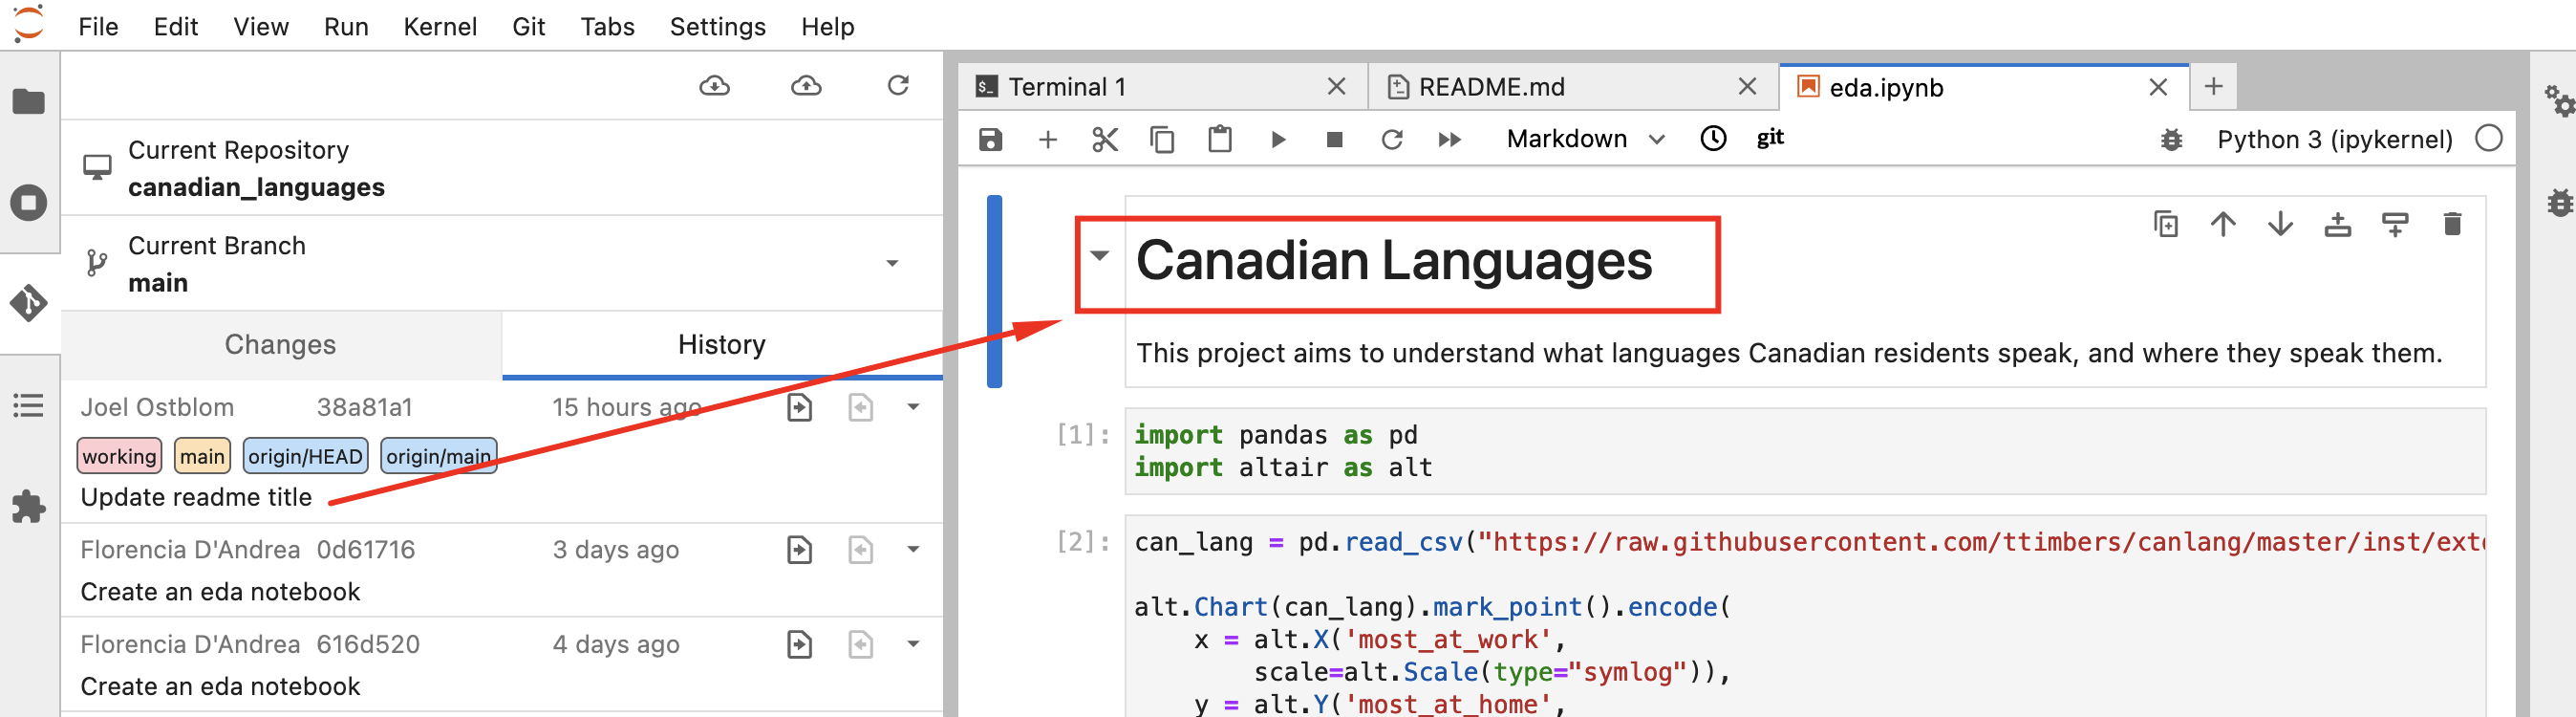 File Edit View Run Kernel Git Tabs Settings Help
Current Repository
canadian_languages
Current Branch
main
Changes History
Joel Ostblom 38a81a1 15 hours ago
working main origin/HEAD origin/main
Update readme title
Florencia D'Andrea 0d61716 3 days ago
Create an eda notebook
Florencia D'Andrea 616d520 4 days ago
Create an eda notebook
$_ Terminal 1 README.md eda.ipynb
Markdown git Python 3 (ipykernel)
Canadian Languages
This project aims to understand what languages Canadian residents speak, and where they speak them.
[1]: import pandas as pd
import altair as alt
[2]: can_lang = pd.read_csv("https://raw.githubusercontent.com/ttimbers/canlang/master/inst/exte
alt.Chart(can_lang).mark_point().encode(
x = alt.X('most_at_work',
scale=alt.Scale(type="symlog")),
y = alt.Y('most_at_home',